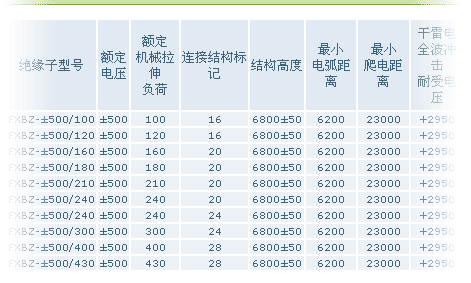 绝缘子型号 额定电压 额定机械拉伸负荷 连接结构标记 结构高度 最小电弧距离 最小爬电距离 干雷电全波冲击耐受电压
FXBZ-±500/100 ±500 100 16 6800±50 6200 23000 +2950
FXBZ-±500/120 ±500 120 16 6800±50 6200 23000 +2950
FXBZ-±500/160 ±500 160 20 6800±50 6200 23000 +2950
FXBZ-±500/180 ±500 180 20 6800±50 6200 23000 +2950
FXBZ-±500/210 ±500 210 20 6800±50 6200 23000 +2950
FXBZ-±500/240 ±500 240 20 6800±50 6200 23000 +2950
FXBZ-±500/240 ±500 240 24 6800±50 6200 23000 +2950
FXBZ-±500/300 ±500 300 24 6800±50 6200 23000 +2950
FXBZ-±500/400 ±500 400 28 6800±50 6200 23000 +2950
FXBZ-±500/430 ±500 430 28 6800±50 6200 23000 +2950